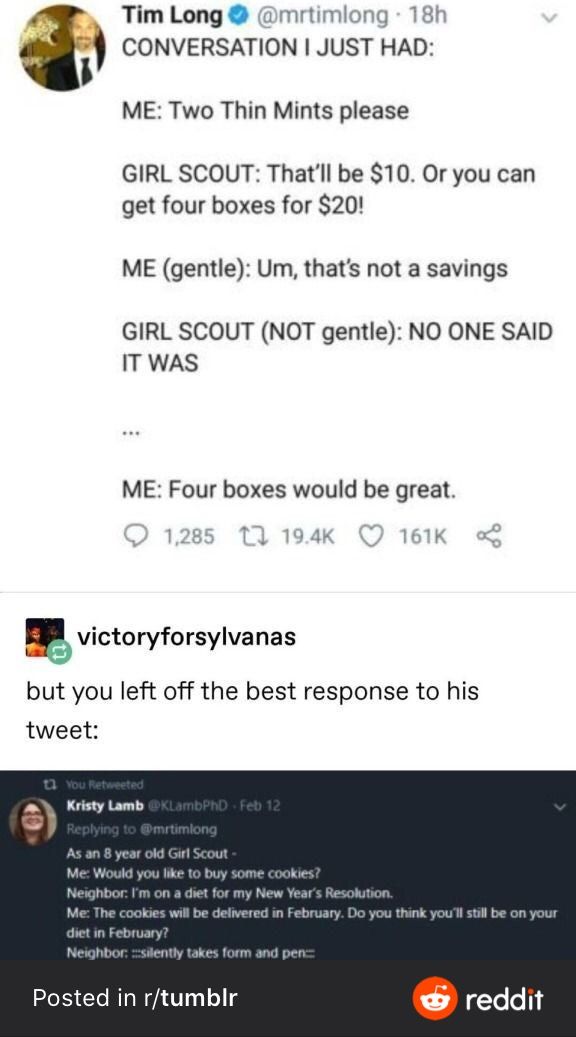 Tim Long @mrtimlong · 18h
CONVERSATION I JUST HAD:
ME: Two Thin Mints please
GIRL SCOUT: That'll be $10. Or you can
get four boxes for $20!
ME (gentle): Um, that's not a savings
GIRL SCOUT (NOT gentle): NO ONE SAID
IT WAS
...
ME: Four boxes would be great.
1,285 19.4K 161K
victoryforsylvanas
but you left off the best response to his
tweet:
You Retweeted
Kristy Lamb @KLambPhD · Feb 12
Replying to @mrtimlong
As an 8 year old Girl Scout -
Me: Would you like to buy some cookies?
Neighbor: I'm on a diet for my New Year's Resolution.
Me: The cookies will be delivered in February. Do you think you'll still be on your
diet in February?
Neighbor: :::silently takes form and pen:::
Posted in r/tumblr
reddit